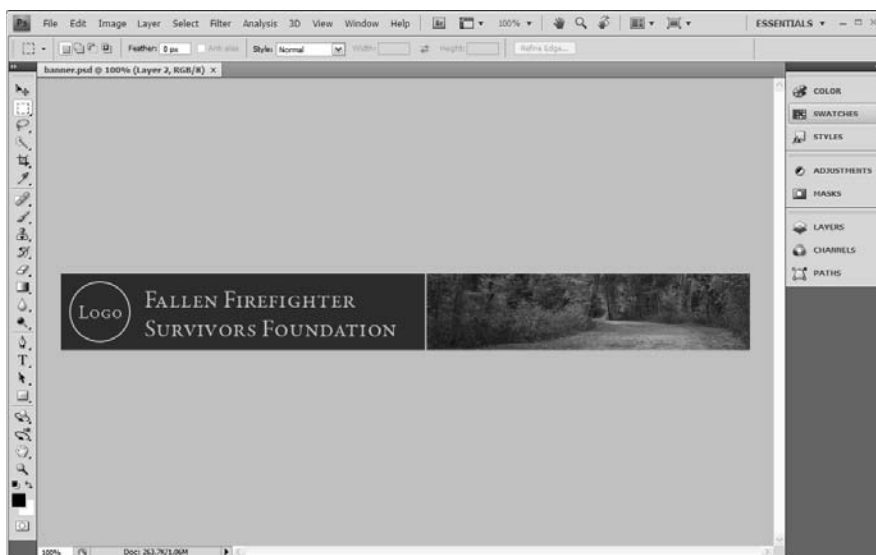 Ps File Edit Image Layer Select Filter Analysis 3D View Window Help Br 100% ESSENTIALS
Feather: 0 px Anti-alias Style: Normal Width: Height: Refine Edge...
banner.psd @ 100% (Layer 2, RGB/8) X
COLOR
SWATCHES
STYLES
ADJUSTMENTS
MASKS
LAYERS
CHANNELS
PATHS
Logo
FALLEN FIREFIGHTER
SURVIVORS FOUNDATION
100% Doc: 263.7K/1.06M